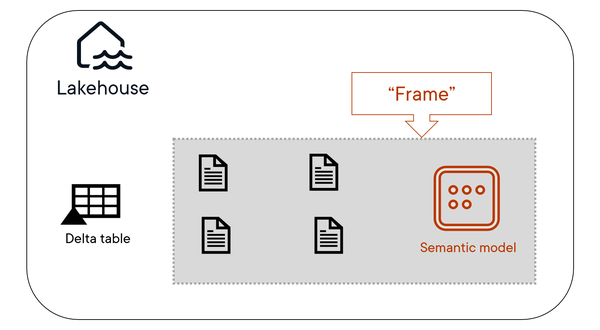 Lakehouse
“Frame”
Delta table
Semantic model